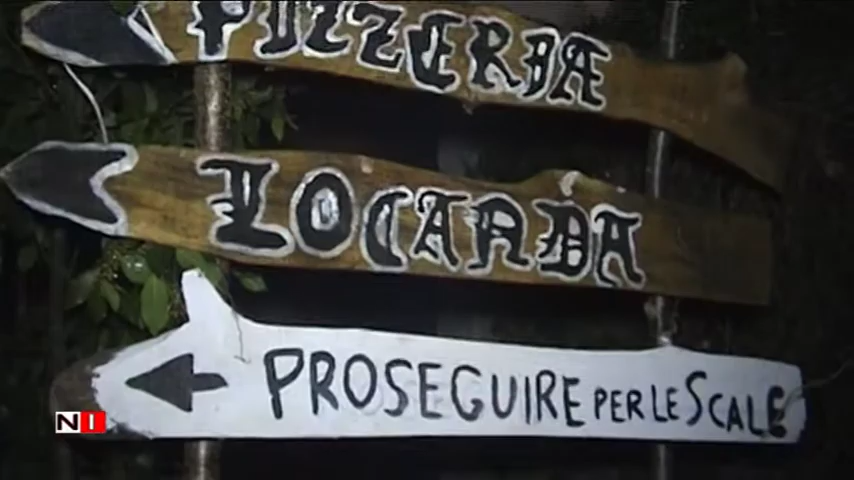 PIZZERIA
LOCANDA
PROSEGUIRE PER LE SCALE
N1